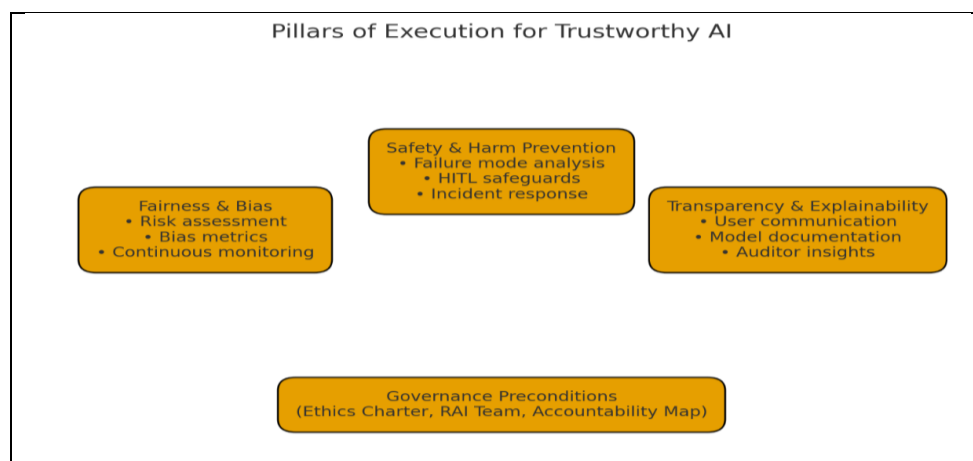 Pillars of Execution for Trustworthy AI
Safety & Harm Prevention
• Failure mode analysis
• HITL safeguards
• Incident response
Fairness & Bias
• Risk assessment
• Bias metrics
• Continuous monitoring
Transparency & Explainability
• User communication
• Model documentation
• Auditor insights
Governance Preconditions
(Ethics Charter, RAI Team, Accountability Map)